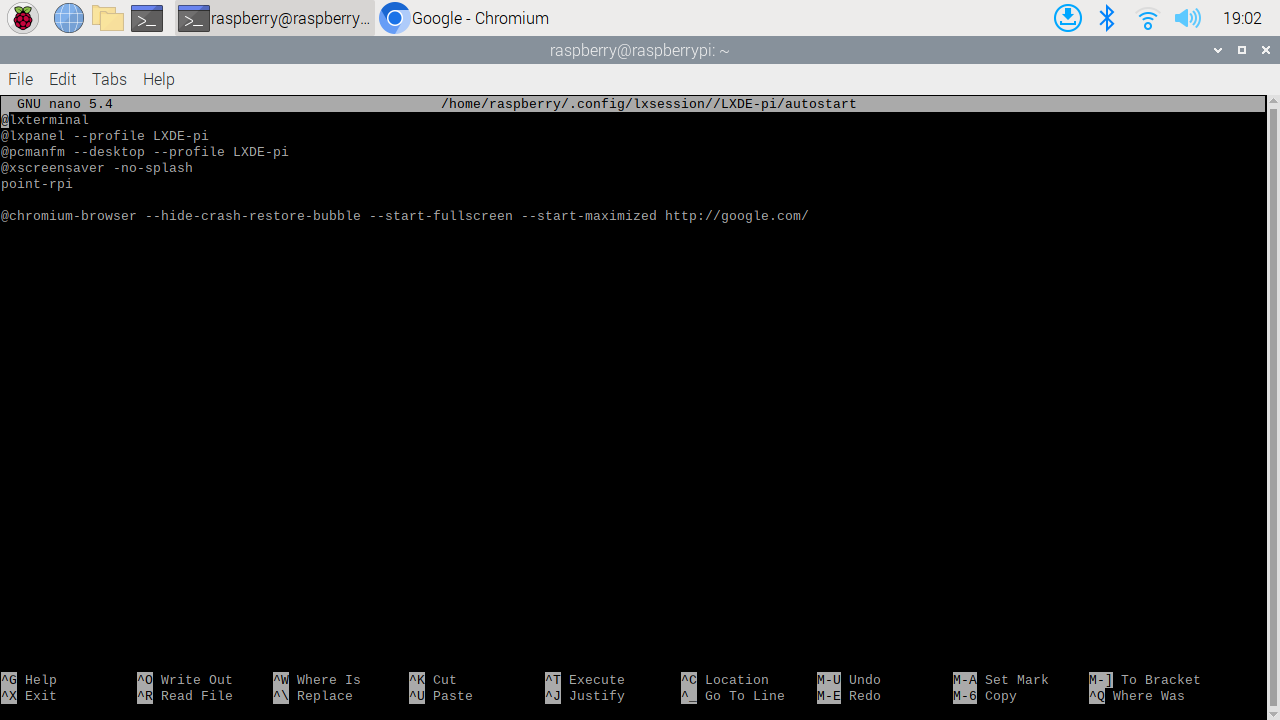 raspberry@raspberry… Google - Chromium 19:02
raspberry@raspberrypi: ~
File Edit Tabs Help
GNU nano 5.4 /home/raspberry/.config/lxsession//LXDE-pi/autostart
@lxterminal
@lxpanel --profile LXDE-pi
@pcmanfm --desktop --profile LXDE-pi
@xscreensaver -no-splash
point-rpi
@chromium-browser --hide-crash-restore-bubble --start-fullscreen --start-maximized http://google.com/
^G Help ^O Write Out ^W Where Is ^K Cut ^T Execute ^C Location M-U Undo M-A Set Mark M-] To Bracket
^X Exit ^R Read File ^\ Replace ^U Paste ^J Justify ^_ Go To Line M-E Redo M-6 Copy ^Q Where Was